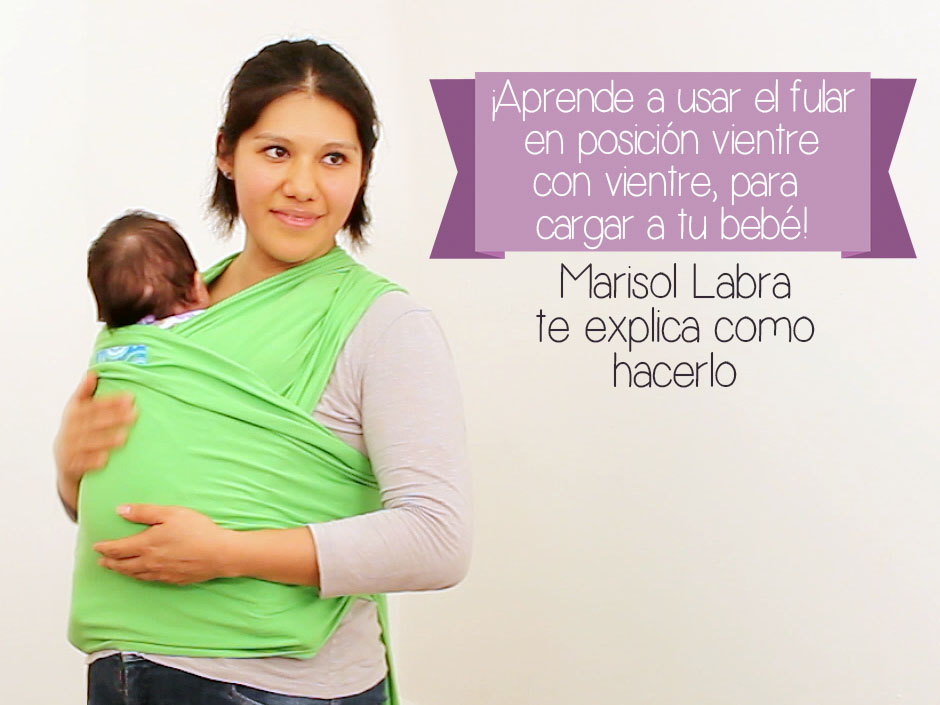 ¡Aprende a usar el fular
en posición vientre
con vientre, para
cargar a tu bebé!
Marisol Labra
te explica como
hacerlo